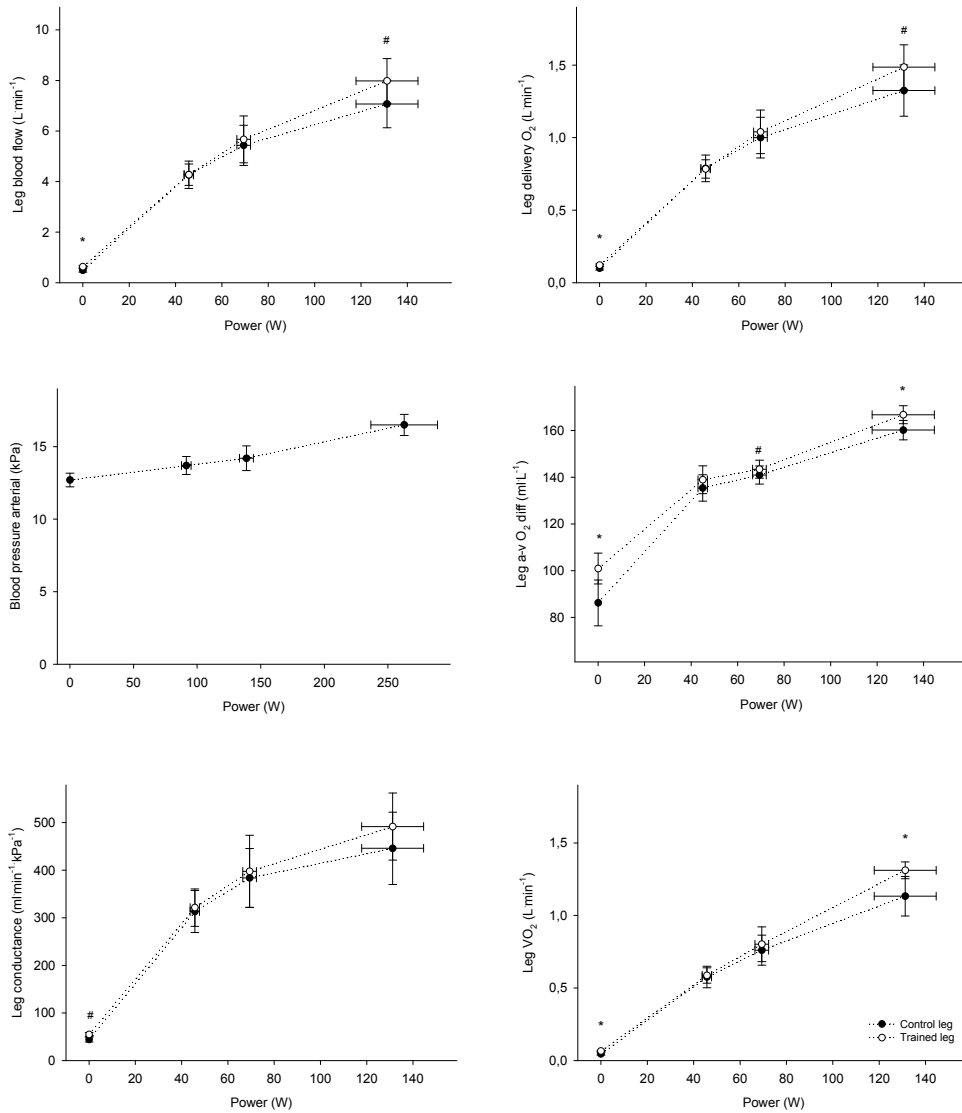 10
8
6
4
2
0
Leg blood flow (L·min⁻¹)
*
#
0 20 40 60 80 100 120 140
Power (W)
1,5
1,0
0,5
0,0
Leg delivery O₂ (L·min⁻¹)
*
#
0 20 40 60 80 100 120 140
Power (W)
15
10
5
0
Blood pressure arterial (kPa)
0 50 100 150 200 250
Power (W)
160
140
120
100
80
Leg a-v O₂ diff (ml·L⁻¹)
*
#
*
0 20 40 60 80 100 120 140
Power (W)
500
400
300
200
100
0
Leg conductance (ml·min⁻¹·kPa⁻¹)
#
0 20 40 60 80 100 120 140
Power (W)
1,5
1,0
0,5
0,0
Leg VO₂ (L·min⁻¹)
*
*
Control leg
Trained leg
0 20 40 60 80 100 120 140
Power (W)